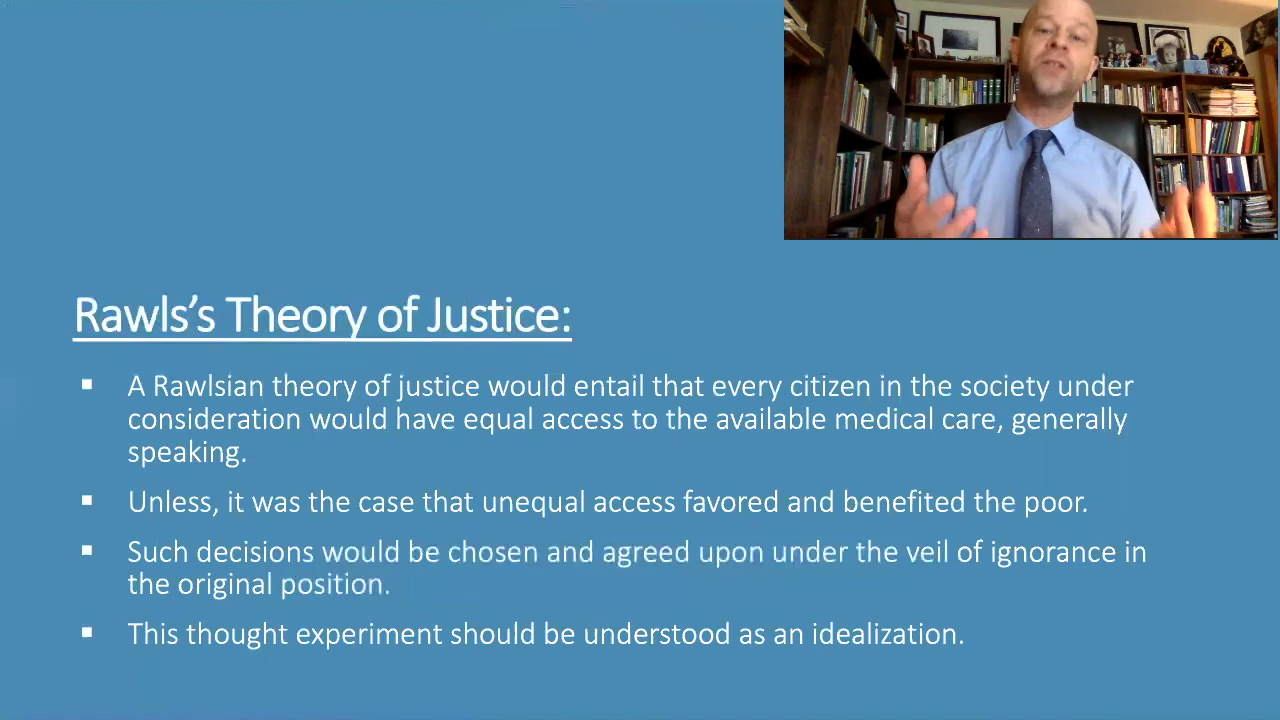 Rawls's Theory of Justice:
▪ A Rawlsian theory of justice would entail that every citizen in the society under
consideration would have equal access to the available medical care, generally
speaking.
▪ Unless, it was the case that unequal access favored and benefited the poor.
▪ Such decisions would be chosen and agreed upon under the veil of ignorance in
the original position.
▪ This thought experiment should be understood as an idealization.